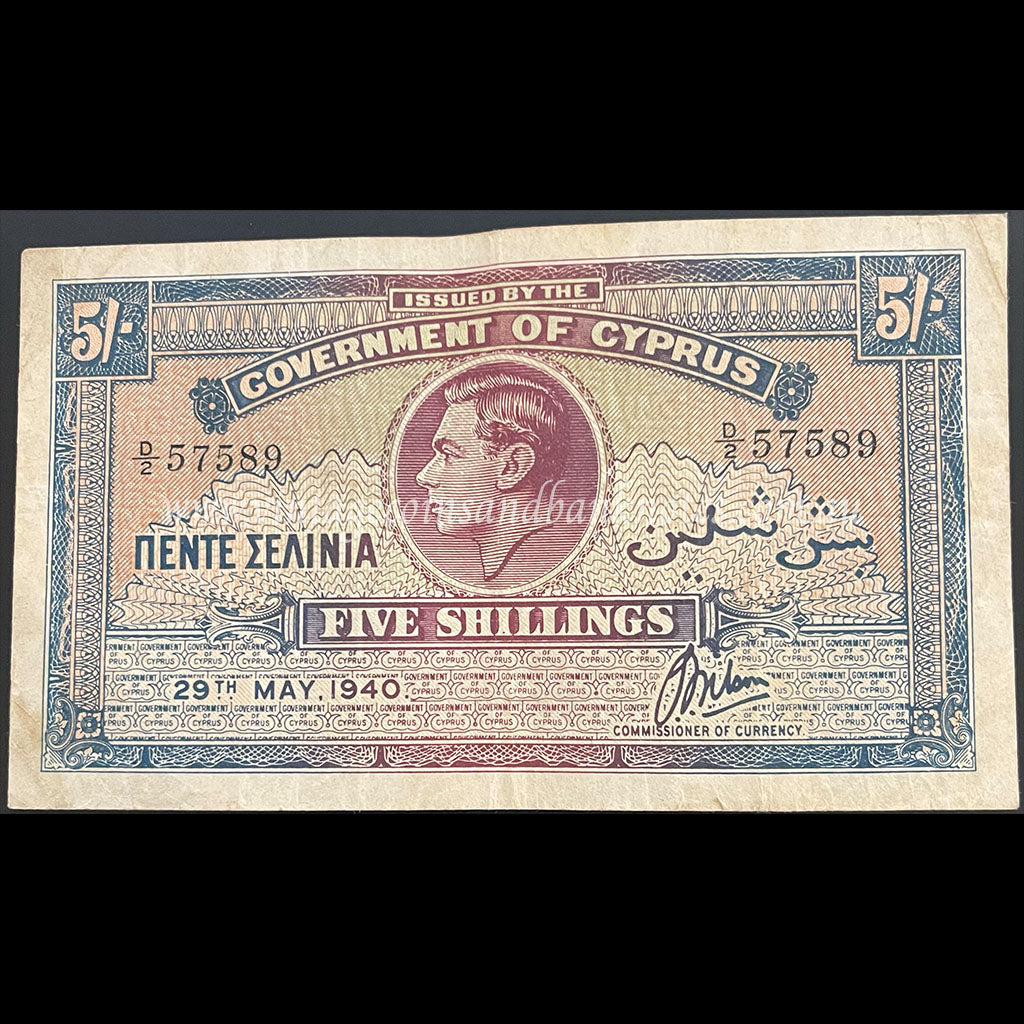 ISSUED BY THE
5/-
5/-
GOVERNMENT OF CYPRUS
D/2 57589
D/2 57589
ΠΕΝΤΕ ΣΕΛΙΝΙΑ
بش شلين
FIVE SHILLINGS
29TH MAY, 1940.
COMMISSIONER OF CURRENCY.